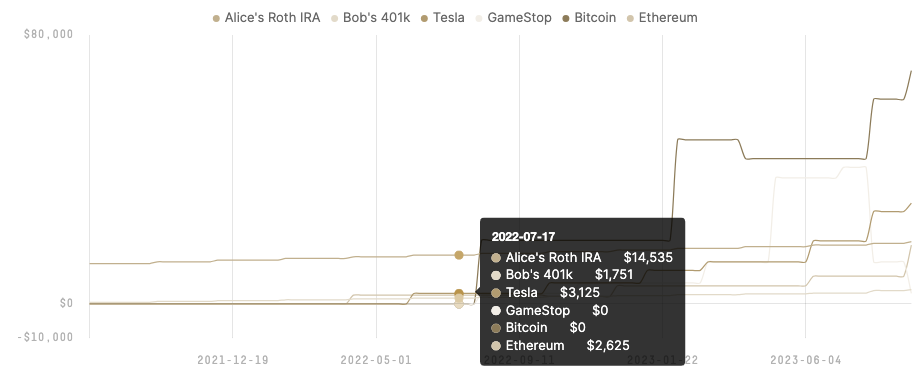 Alice's Roth IRA Bob's 401k Tesla GameStop Bitcoin Ethereum
$80,000
$0
-$10,000
2022-07-17
Alice's Roth IRA $14,535
Bob's 401k $1,751
Tesla $3,125
GameStop $0
Bitcoin $0
Ethereum $2,625
2021-12-19 2022-05-01 2022-09-11 2023-01-22 2023-06-04